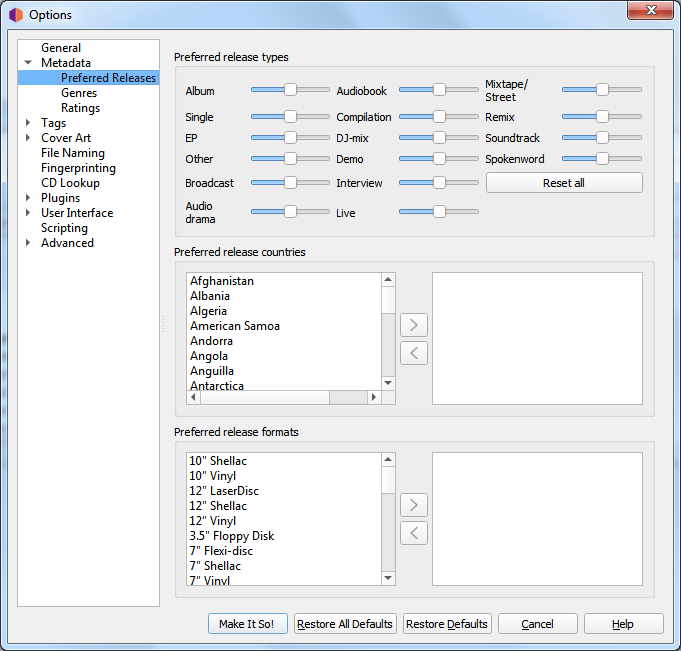 Options
General
Metadata
Preferred Releases
Genres
Ratings
Tags
Cover Art
File Naming
Fingerprinting
CD Lookup
Plugins
User Interface
Scripting
Advanced
Preferred release types
Album
Audiobook
Mixtape/
Street
Single
Compilation
Remix
EP
DJ-mix
Soundtrack
Other
Demo
Spokenword
Broadcast
Interview
Reset all
Audio
drama
Live
Preferred release countries
Afghanistan
Albania
Algeria
American Samoa
Andorra
Angola
Anguilla
Antarctica
Preferred release formats
10" Shellac
10" Vinyl
12" LaserDisc
12" Shellac
12" Vinyl
3.5" Floppy Disk
7" Flexi-disc
7" Shellac
7" Vinyl
Make It So!
Restore All Defaults
Restore Defaults
Cancel
Help